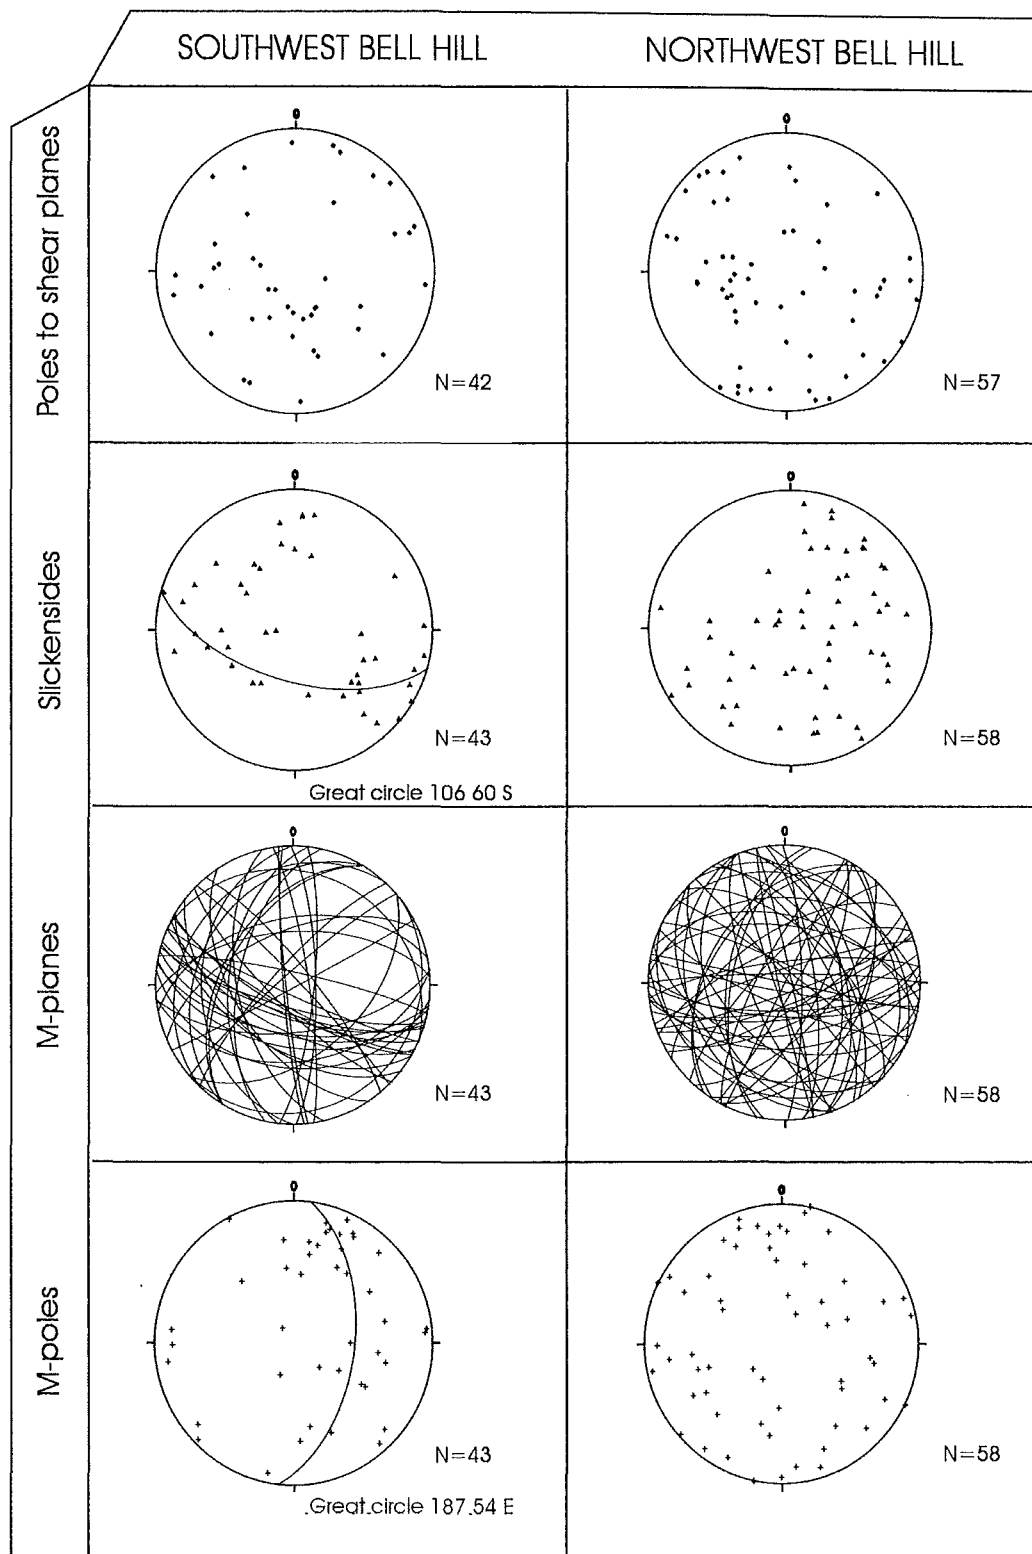 SOUTHWEST BELL HILL
NORTHWEST BELL HILL
Poles to shear planes
0
N=42
0
N=57
Slickensides
0
N=43
Great circle 106 60 S
0
N=58
M-planes
0
N=43
0
N=58
M-poles
0
N=43
.Great.circle 187.54 E
0
N=58